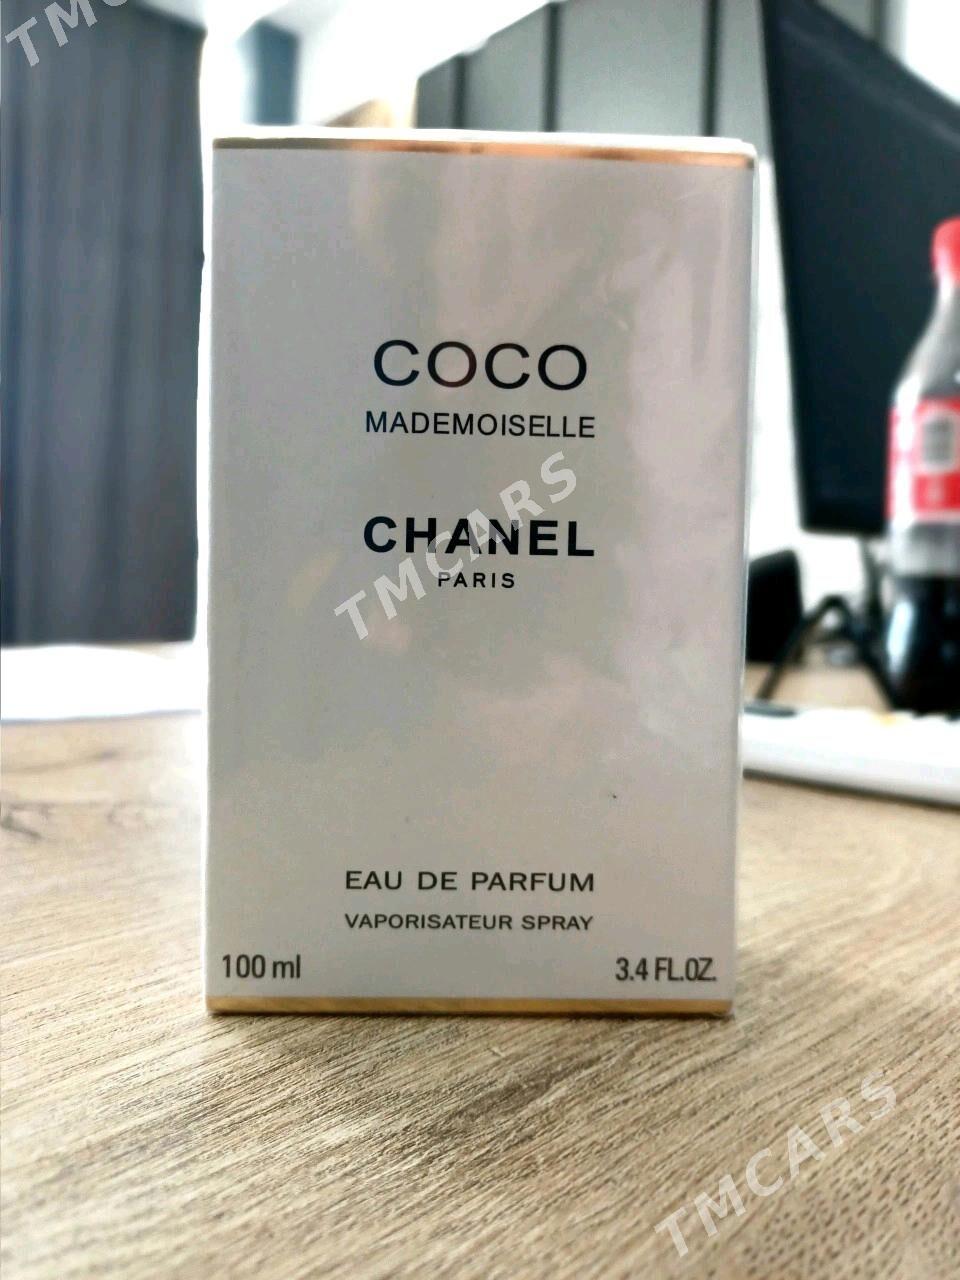 TMCARS
COCO
MADEMOISELLE
CHANEL
PARIS
TMCARS
EAU DE PARFUM
VAPORISATEUR SPRAY
100 ml
3.4 FL.OZ.
TMCARS